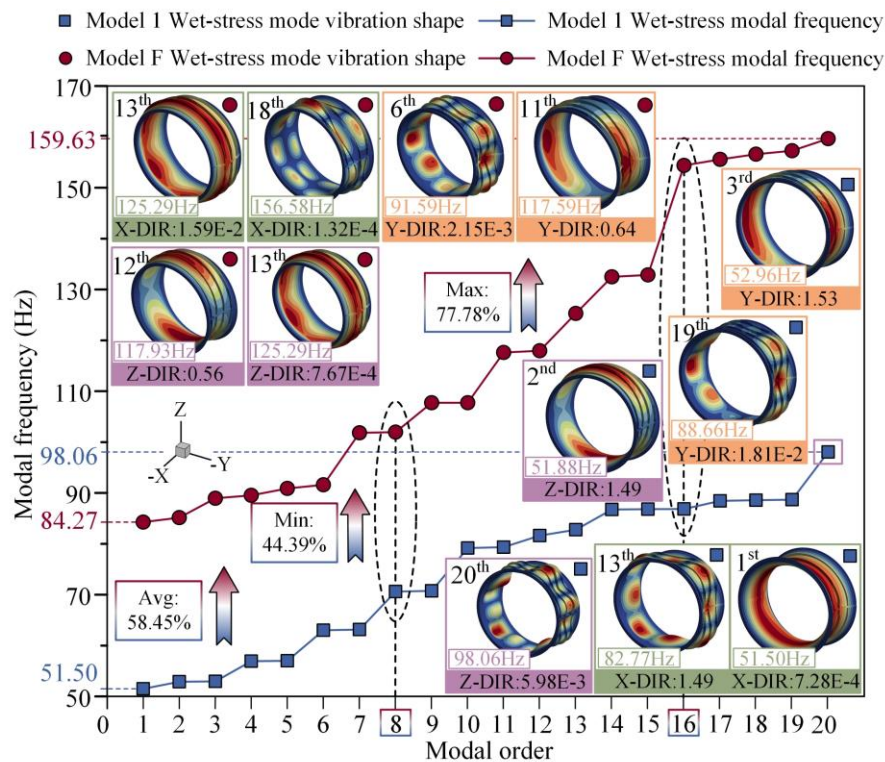 Model 1 Wet-stress mode vibration shape
Model 1 Wet-stress modal frequency
Model F Wet-stress mode vibration shape
Model F Wet-stress modal frequency
Modal frequency (Hz)
170
159.63
150
130
110
98.06
90
84.27
70
51.50
50
13th
125.29Hz
X-DIR:1.59E-2
18th
156.58Hz
X-DIR:1.32E-4
6th
91.59Hz
Y-DIR:2.15E-3
11th
117.59Hz
Y-DIR:0.64
3rd
52.96Hz
Y-DIR:1.53
12th
117.93Hz
Z-DIR:0.56
13th
125.29Hz
Z-DIR:7.67E-4
Max:
77.78%
19th
88.66Hz
Y-DIR:1.81E-2
2nd
51.88Hz
Z-DIR:1.49
Z
-X
-Y
Min:
44.39%
Avg:
58.45%
20th
98.06Hz
Z-DIR:5.98E-3
13th
82.77Hz
X-DIR:1.49
1st
51.50Hz
X-DIR:7.28E-4
0 1 2 3 4 5 6 7 8 9 10 11 12 13 14 15 16 17 18 19 20
Modal order